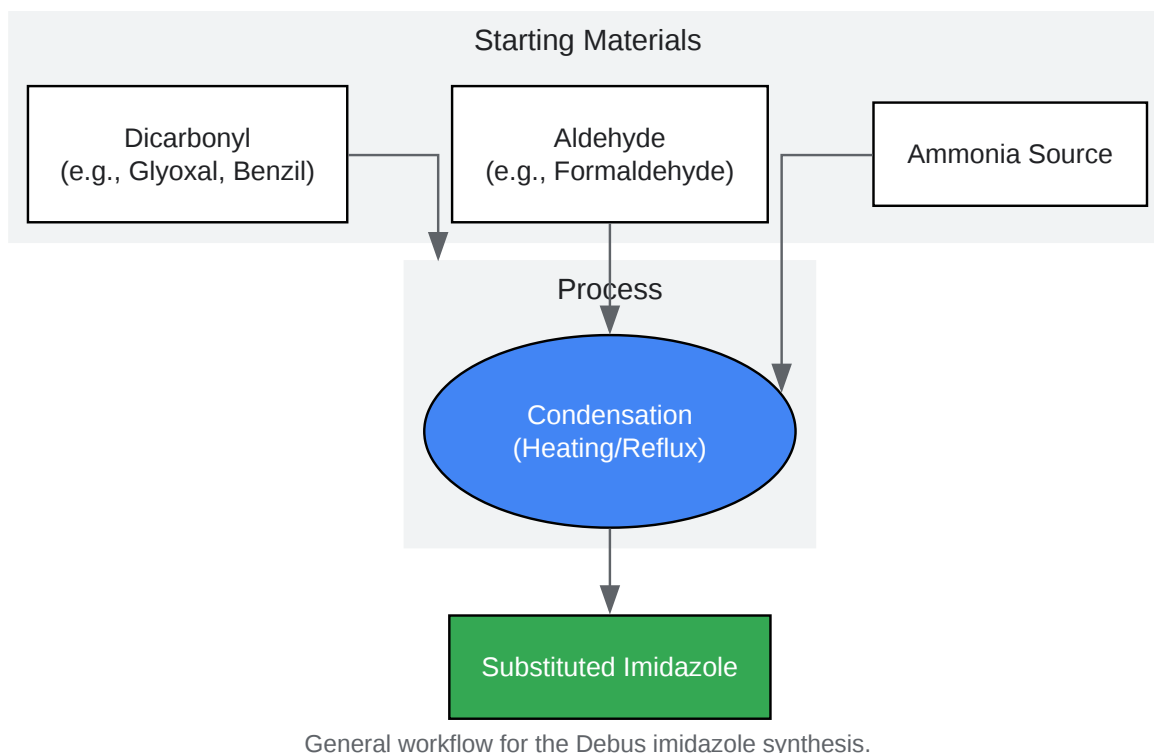 Starting Materials
Dicarbonyl
(e.g., Glyoxal, Benzil)
Aldehyde
(e.g., Formaldehyde)
Ammonia Source
Process
Condensation
(Heating/Reflux)
Substituted Imidazole
General workflow for the Debus imidazole synthesis.